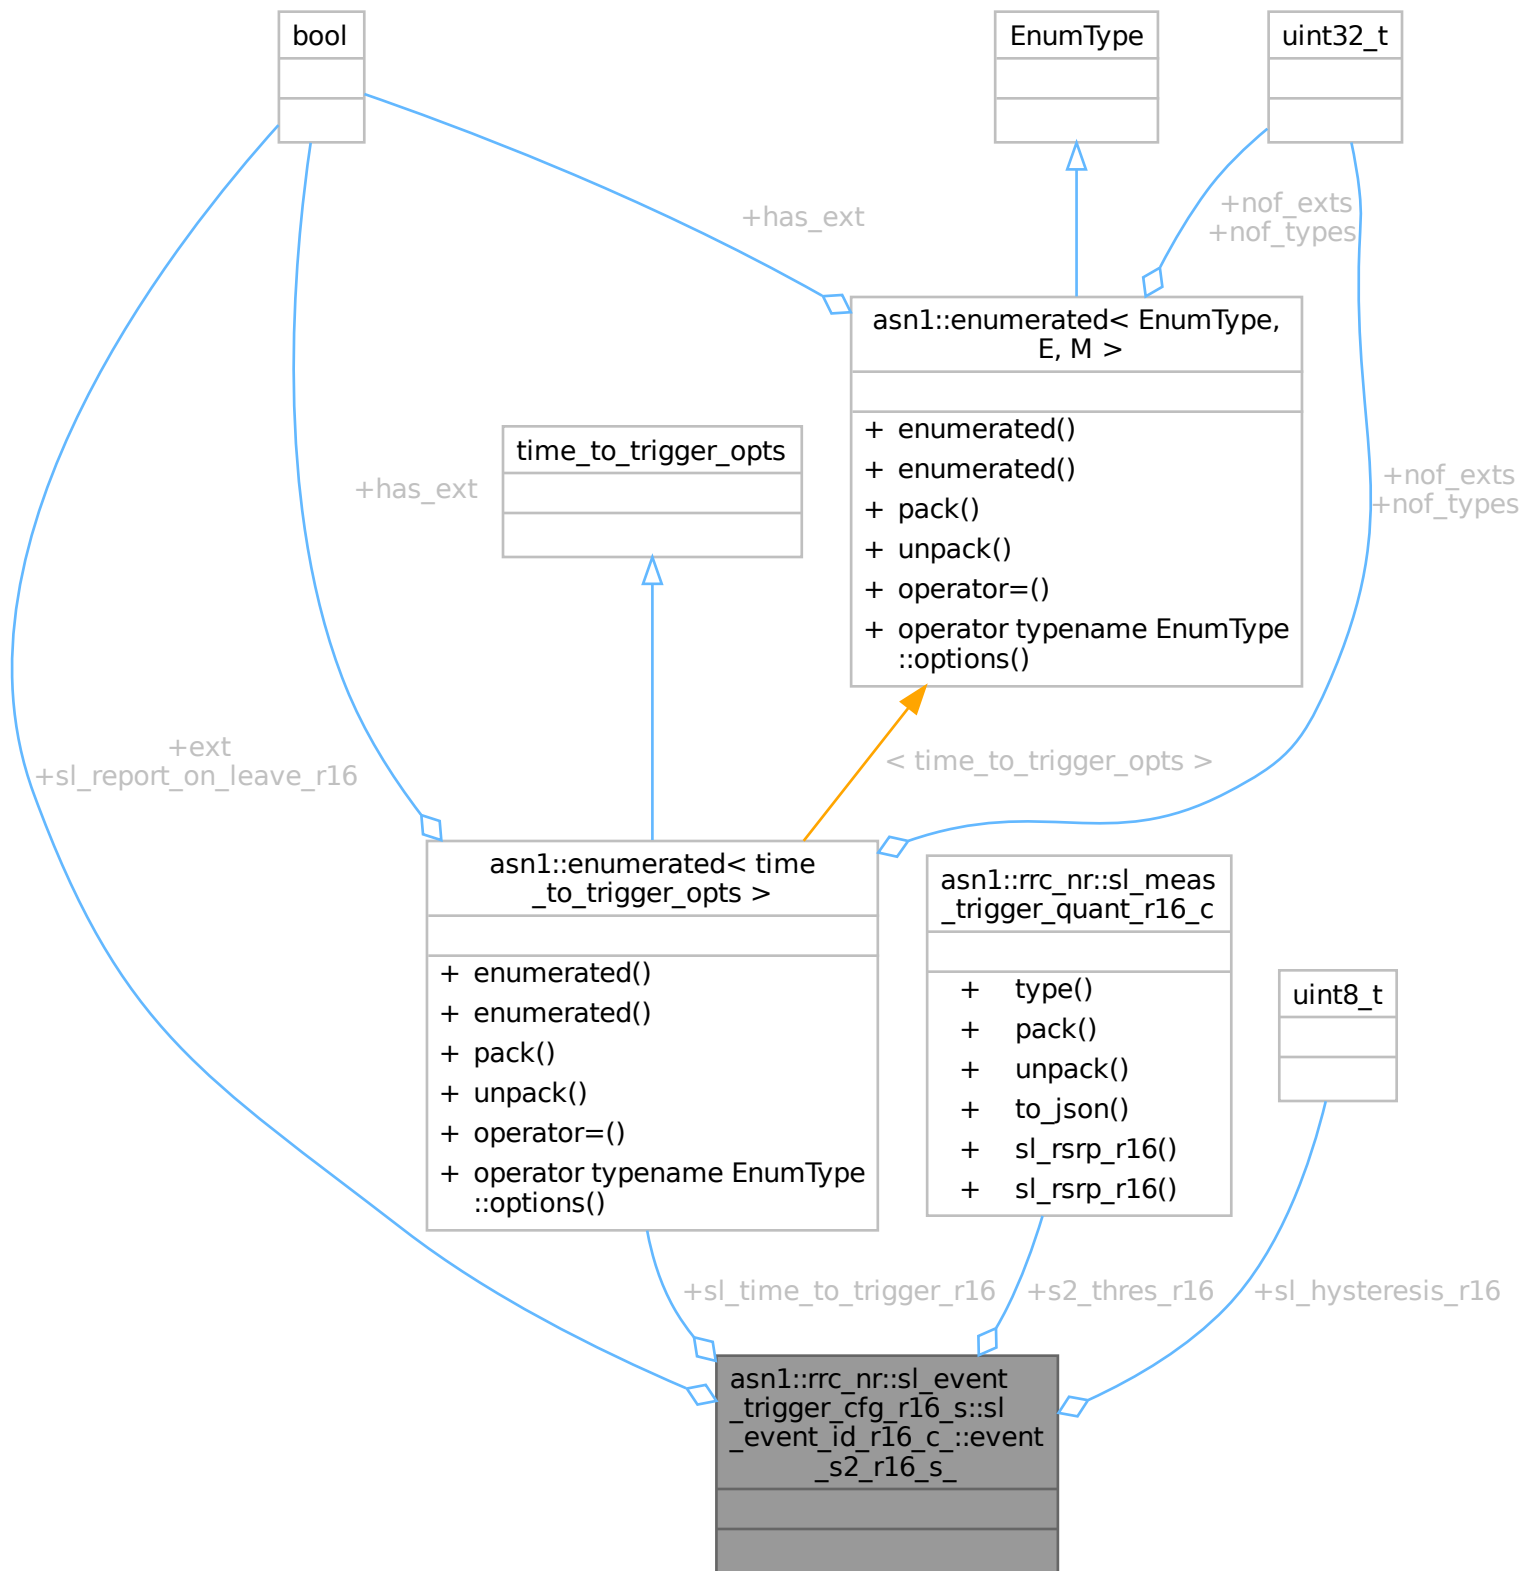 bool
EnumType
uint32_t
+has_ext
+nof_exts
+nof_types
asn1::enumerated< EnumType,
E, M >
+ enumerated()
+ enumerated()
+ pack()
+ unpack()
+ operator=()
+ operator typename EnumType
::options()
time_to_trigger_opts
+has_ext
+nof_exts
+nof_types
+ext
+sl_report_on_leave_r16
< time_to_trigger_opts >
asn1::enumerated< time
_to_trigger_opts >
+ enumerated()
+ enumerated()
+ pack()
+ unpack()
+ operator=()
+ operator typename EnumType
::options()
asn1::rrc_nr::sl_meas
_trigger_quant_r16_c
+ type()
+ pack()
+ unpack()
+ to_json()
+ sl_rsrp_r16()
+ sl_rsrp_r16()
uint8_t
+sl_time_to_trigger_r16
+s2_thres_r16
+sl_hysteresis_r16
asn1::rrc_nr::sl_event
_trigger_cfg_r16_s::sl
_event_id_r16_c_::event
_s2_r16_s_